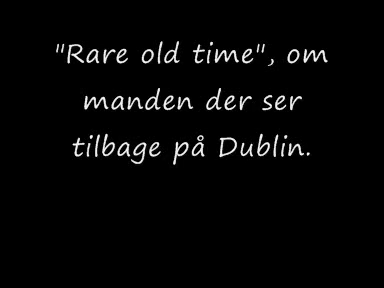 "Rare old time", om
manden der ser
tilbage på Dublin.